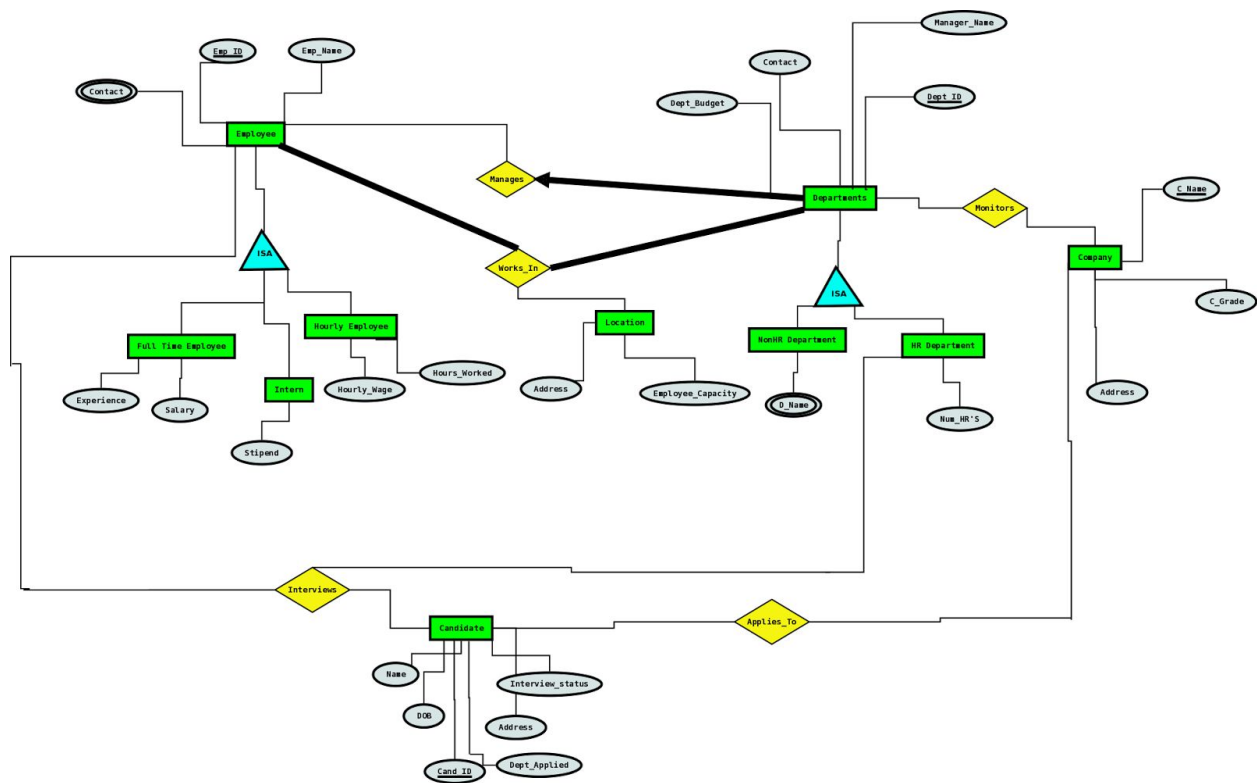 Manager_Name
Emp_ID
Emp_Name
Contact
Contact
Dept_Budget
Dept_ID
Employee
Manages
Departments
C_Name
Monitors
Company
ISA
Works_In
ISA
C_Grade
Hourly Employee
Location
Full Time Employee
NonHR Department
HR Department
Intern
Hourly_Wage
Hours_Worked
Address
Employee_Capacity
Address
Experience
Salary
D_Name
Num_HR'S
Stipend
Interviews
Candidate
Applies_To
Name
Interview_status
DOB
Address
Cand_ID
Dept_Applied